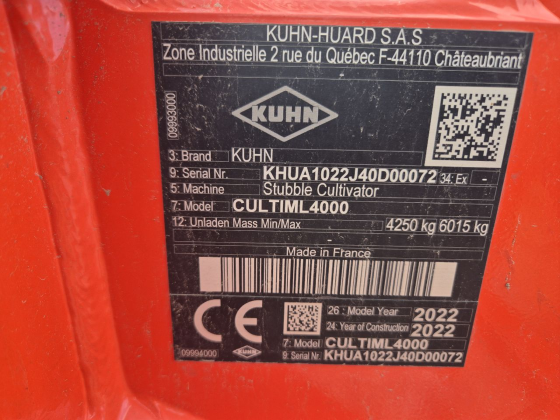 KUHN-HUARD S.A.S
Zone Industrielle 2 rue du Québec F-44110 Châteaubriant
09993000
KUHN
3: Brand KUHN
9: Serial Nr. KHUA1022J40D00072 34: Ex -
5: Machine Stubble Cultivator
7: Model CULTIML4000
12: Unladen Mass Min/Max 4250 kg 6015 kg
Made in France
CE
26: Model Year 2022
24: Year of Construction 2022
7: Model CULTIML4000
9: Serial Nr. KHUA1022J40D00072
09994000
KUHN